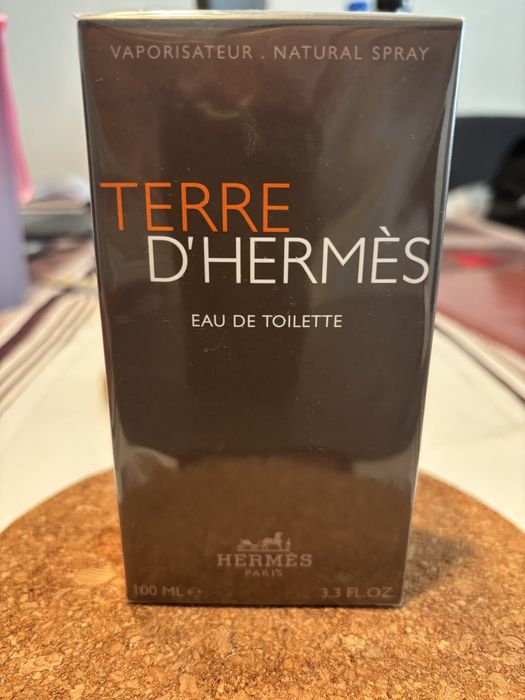 VAPORISATEUR . NATURAL SPRAY
TERRE
D'HERMÈS
EAU DE TOILETTE
HERMÈS
PARIS
100 ML ℮ 3.3 FL.OZ.